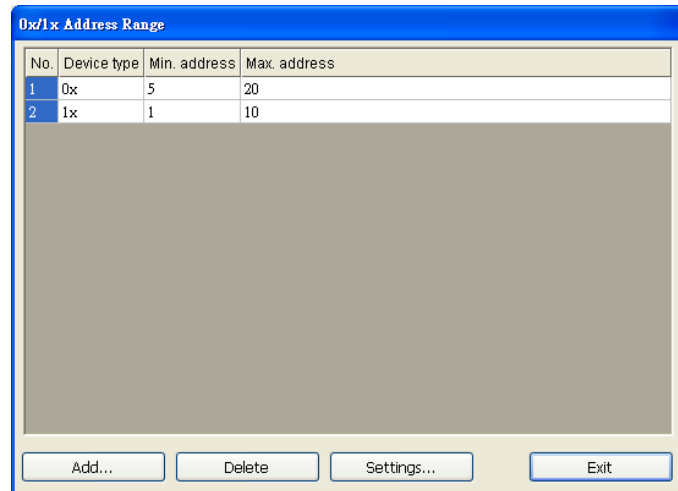 0x/1x Address Range
No. Device type Min. address Max. address
1 0x 5 20
2 1x 1 10
Add... Delete Settings... Exit